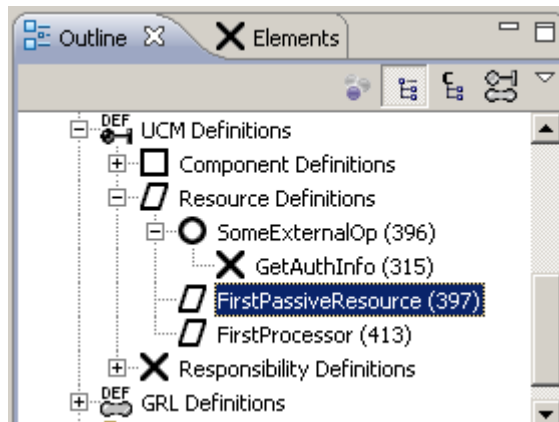 Outline Elements
DEF UCM Definitions
Component Definitions
Resource Definitions
SomeExternalOp (396)
GetAuthInfo (315)
FirstPassiveResource (397)
FirstProcessor (413)
Responsibility Definitions
DEF GRL Definitions